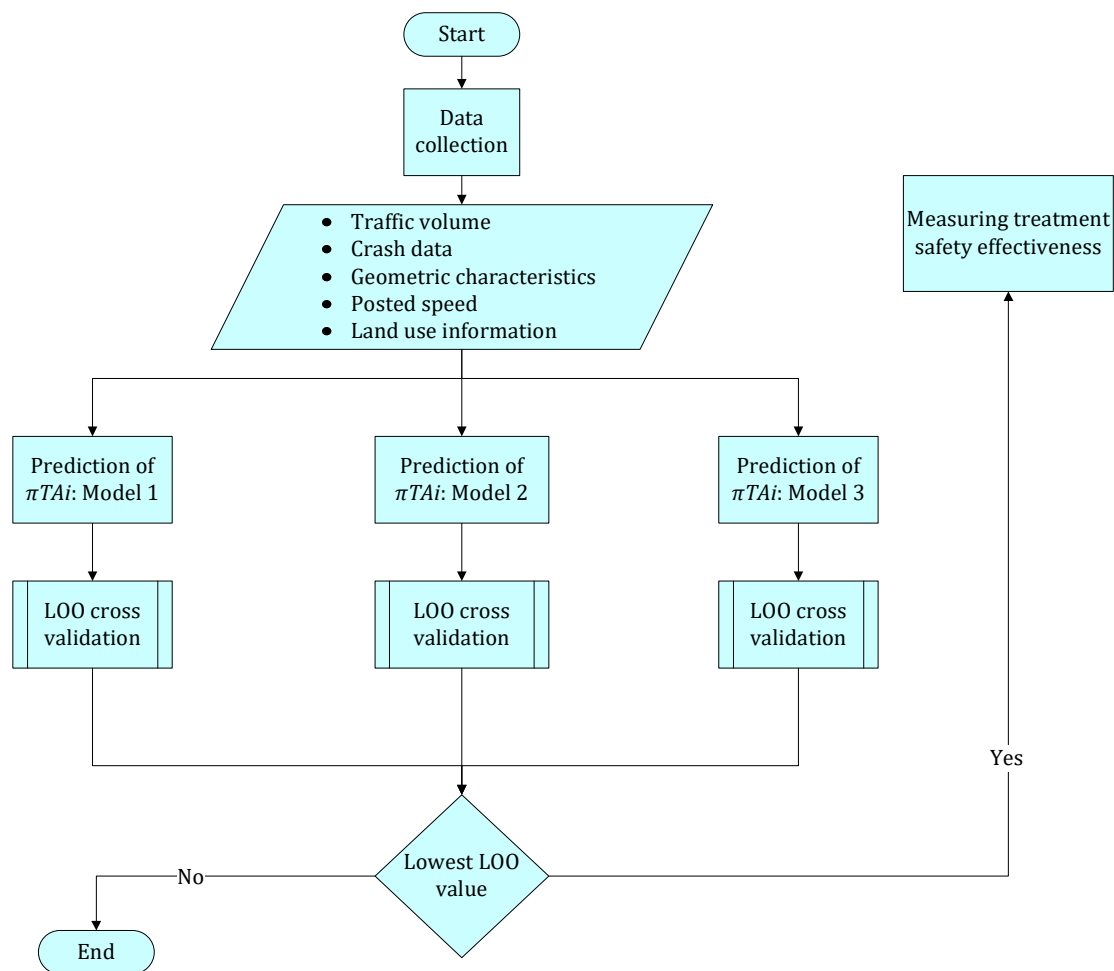 Start
Data
collection
• Traffic volume
• Crash data
• Geometric characteristics
• Posted speed
• Land use information
Measuring treatment
safety effectiveness
Prediction of
πTAi: Model 1
Prediction of
πTAi: Model 2
Prediction of
πTAi: Model 3
LOO cross
validation
LOO cross
validation
LOO cross
validation
Yes
Lowest LOO
value
No
End